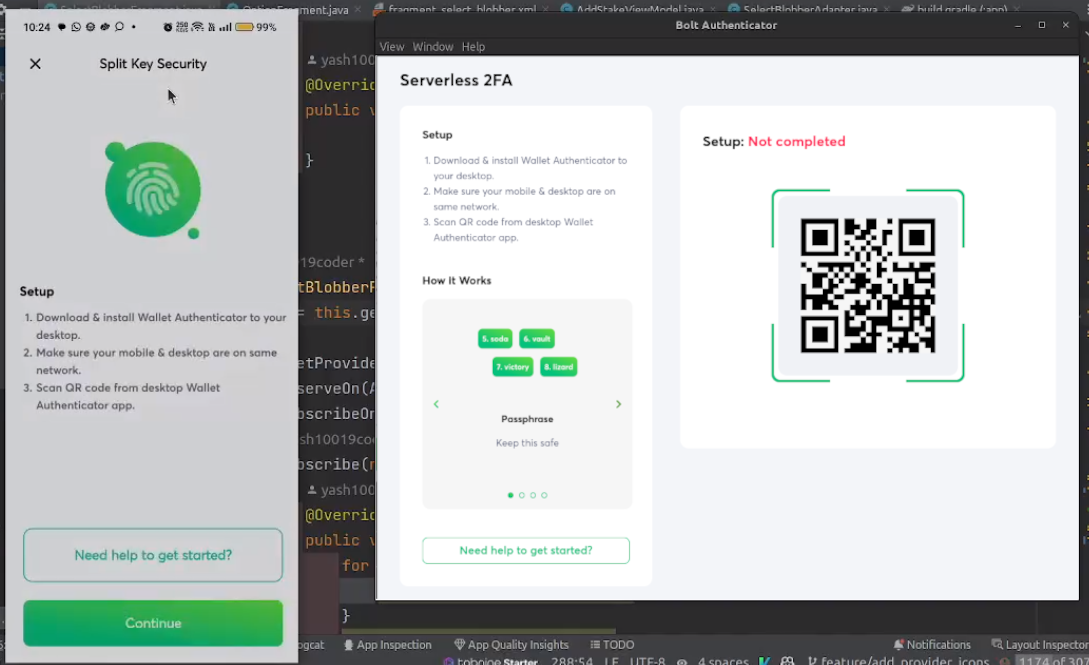 OptionFragment.java
fragment_select_blobber.xml
AddStakeViewModel.java
SelectBlobberAdapter.java
build.gradle (:app)
10:24
99%
Split Key Security
Setup
1. Download & install Wallet Authenticator to your
desktop.
2. Make sure your mobile & desktop are on same
network.
3. Scan QR code from desktop Wallet
Authenticator app.
Need help to get started?
Continue
yash100
@Overrid
public v
}
19coder *
tBlobberF
= this.ge
etProvide
serveOn(A
bscribeOn
sh10019co
bscribe(n
yash100
@Overrid
public v
for
}
Bolt Authenticator
View Window Help
Serverless 2FA
Setup
1. Download & install Wallet Authenticator to
your desktop.
2. Make sure your mobile & desktop are on
same network.
3. Scan QR code from desktop Wallet
Authenticator app.
How It Works
5. soda 6. vault
7. victory 8. lizard
Passphrase
Keep this safe
Need help to get started?
Setup: Not completed
ogcat App Inspection App Quality Insights TODO Notifications Layout Inspector
tobojoe Starter 288:54 LF UTF-8 4 spaces feature/add_provider_icons 1174 of 30